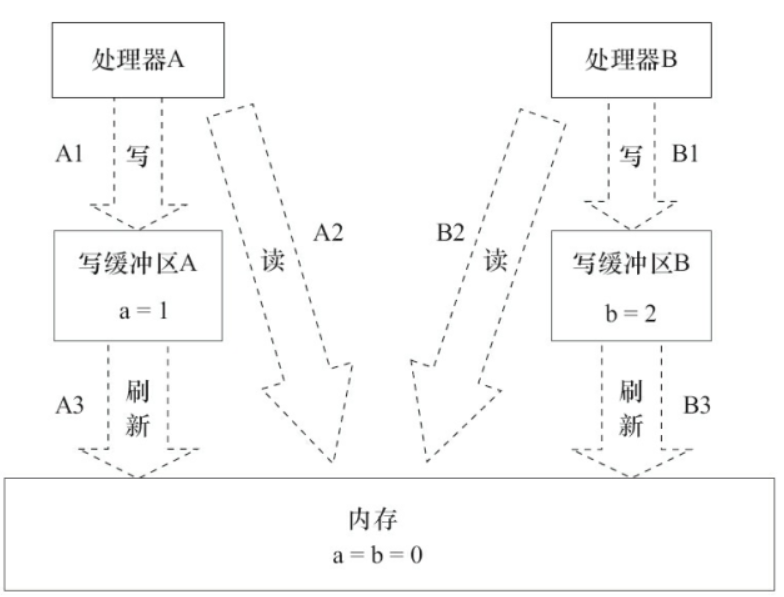 处理器A
处理器B
A1
写
写
B1
A2
B2
读
读
写缓冲区A
a = 1
写缓冲区B
b = 2
A3
刷
新
刷
新
B3
内存
a = b = 0